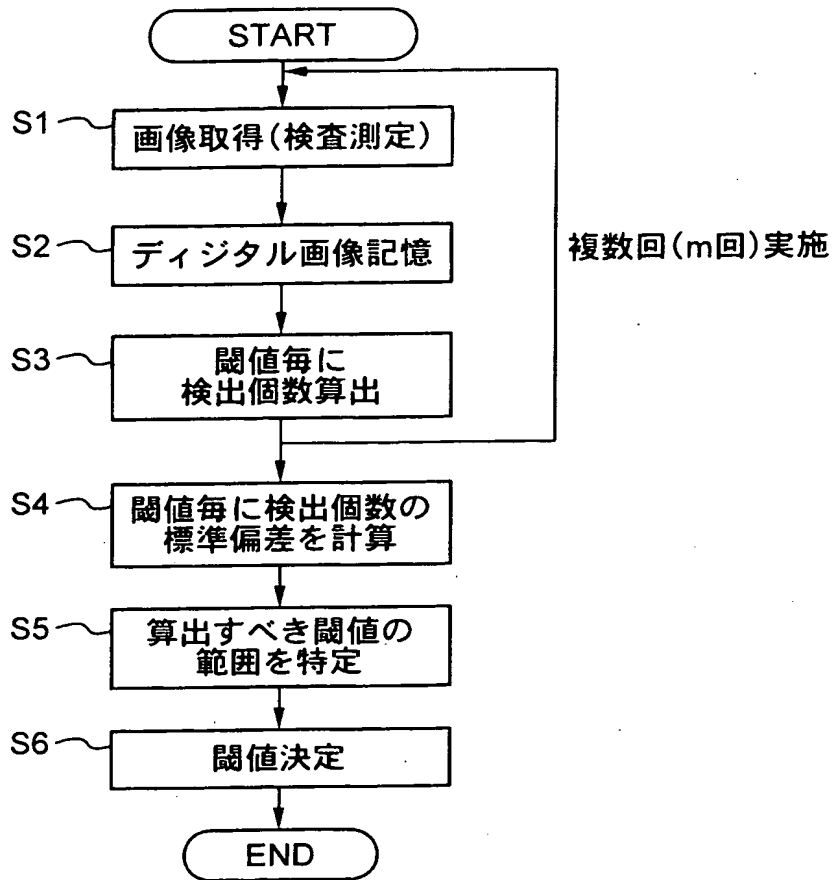 START
S1
画像取得(検査測定)
S2
ディジタル画像記憶
複数回(m回)実施
S3
閾値毎に
検出個数算出
S4
閾値毎に検出個数の
標準偏差を計算
S5
算出すべき閾値の
範囲を特定
S6
閾値決定
END